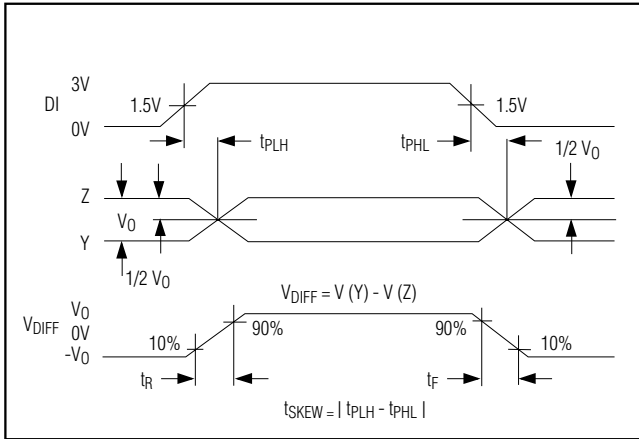 3V
DI
1.5V
1.5V
0V
tPLH
tPHL
1/2 VO
Z
VO
Y
1/2 VO
VDIFF = V (Y) - V (Z)
VO
VDIFF 0V
-VO
10%
90%
90%
10%
tR
tF
tSKEW = | tPLH - tPHL |